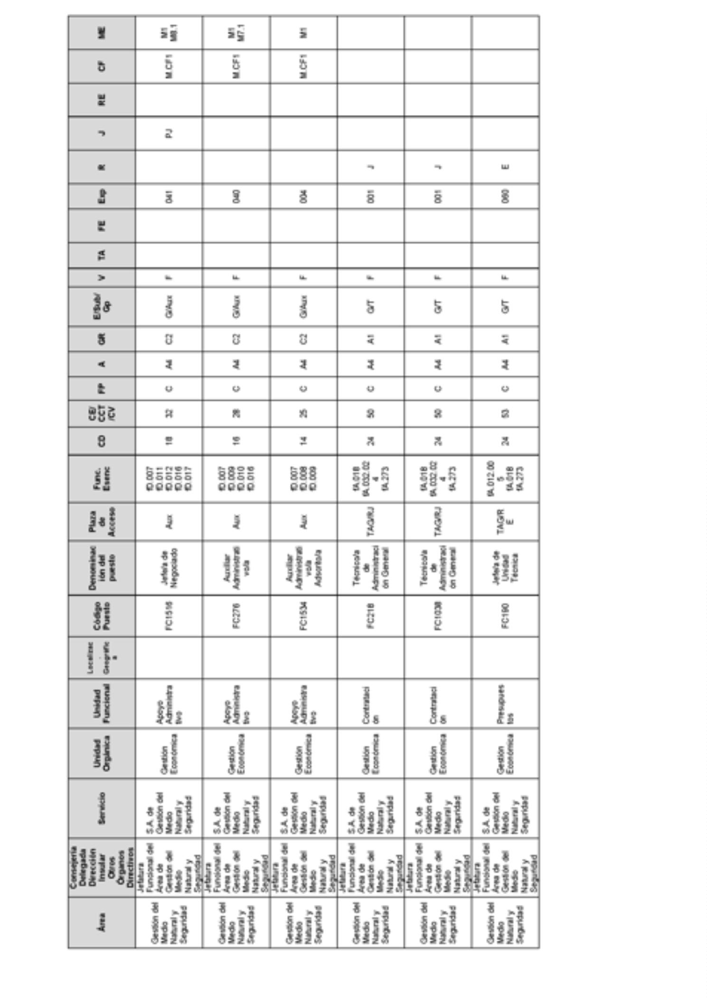 Área
Consejería
Delegada
Dirección
Insular
Otros
Órganos
Directivos
Servicio
Unidad
Orgánica
Unidad
Funcional
Localizac
.
Geográfic
a
Código
Puesto
Denominac
ión del
puesto
Plaza
de
Acceso
Func.
Esenc
CD
CE/
CCT
/CV
FP
A
GR
E/Sub/
Gp
V
TA
FE
Exp
R
J
RE
CF
ME
Gestión del
Medio
Natural y
Seguridad
Jefatura
Funcional del
Área de
Gestión del
Medio
Natural y
Seguridad
S.A. de
Gestión del
Medio
Natural y
Seguridad
Gestión
Económica
Apoyo
Administra
tivo
FC1516
Jefe/a de
Negociado
Aux
fD.007
fD.011
fD.012
fD.016
fD.017
18
32
C
A4
C2
G/Aux
F
041
PJ
M.CF1
M1
M8.1
Gestión del
Medio
Natural y
Seguridad
Jefatura
Funcional del
Área de
Gestión del
Medio
Natural y
Seguridad
S.A. de
Gestión del
Medio
Natural y
Seguridad
Gestión
Económica
Apoyo
Administra
tivo
FC276
Auxiliar
Administrati
vo/a
Aux
fD.007
fD.009
fD.010
fD.016
16
28
C
A4
C2
G/Aux
F
040
M.CF1
M1
M7.1
Gestión del
Medio
Natural y
Seguridad
Jefatura
Funcional del
Área de
Gestión del
Medio
Natural y
Seguridad
S.A. de
Gestión del
Medio
Natural y
Seguridad
Gestión
Económica
Apoyo
Administra
tivo
FC1534
Auxiliar
Administrati
vo/a
Adscrito/a
Aux
fD.007
fD.008
fD.009
14
25
C
A4
C2
G/Aux
F
004
M.CF1
M1
Gestión del
Medio
Natural y
Seguridad
Jefatura
Funcional del
Área de
Gestión del
Medio
Natural y
Seguridad
S.A. de
Gestión del
Medio
Natural y
Seguridad
Gestión
Económica
Contrataci
ón
FC218
Técnico/a
de
Administraci
ón General
TAG/RJ
fA.018
fA.032.02
4
fA.273
24
50
C
A4
A1
G/T
F
001
J
Gestión del
Medio
Natural y
Seguridad
Jefatura
Funcional del
Área de
Gestión del
Medio
Natural y
Seguridad
S.A. de
Gestión del
Medio
Natural y
Seguridad
Gestión
Económica
Contrataci
ón
FC1038
Técnico/a
de
Administraci
ón General
TAG/RJ
fA.018
fA.032.02
4
fA.273
24
50
C
A4
A1
G/T
F
001
J
Gestión del
Medio
Natural y
Seguridad
Jefatura
Funcional del
Área de
Gestión del
Medio
Natural y
Seguridad
S.A. de
Gestión del
Medio
Natural y
Seguridad
Gestión
Económica
Presupues
tos
FC190
Jefe/a de
Unidad
Técnica
TAG/R
E
fA.012.00
5
fA.018
fA.273
24
53
C
A4
A1
G/T
F
060
E